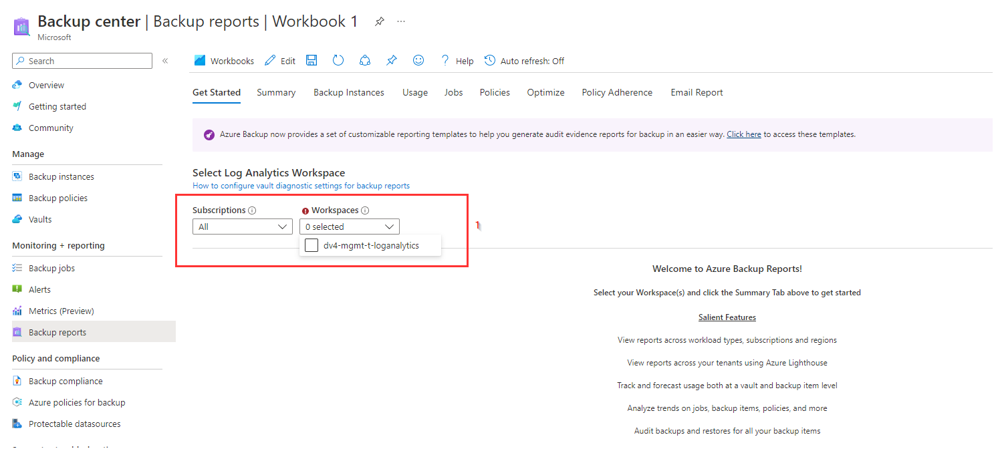 Backup center | Backup reports | Workbook 1 ...
Microsoft
Search «
Overview
Getting started
Community
Manage
Backup instances
Backup policies
Vaults
Monitoring + reporting
Backup jobs
Alerts
Metrics (Preview)
Backup reports
Policy and compliance
Backup compliance
Azure policies for backup
Protectable datasources
Workbooks Edit ? Help Auto refresh: Off
Get Started Summary Backup Instances Usage Jobs Policies Optimize Policy Adherence Email Report
Azure Backup now provides a set of customizable reporting templates to help you generate audit evidence reports for backup in an easier way. Click here to access these templates.
Select Log Analytics Workspace
How to configure vault diagnostic settings for backup reports
Subscriptions Workspaces
All 0 selected
dv4-mgmt-t-loganalytics
1
Welcome to Azure Backup Reports!
Select your Workspace(s) and click the Summary Tab above to get started
Salient Features
View reports across workload types, subscriptions and regions
View reports across your tenants using Azure Lighthouse
Track and forecast usage both at a vault and backup item level
Analyze trends on jobs, backup items, policies, and more
Audit backups and restores for all your backup items